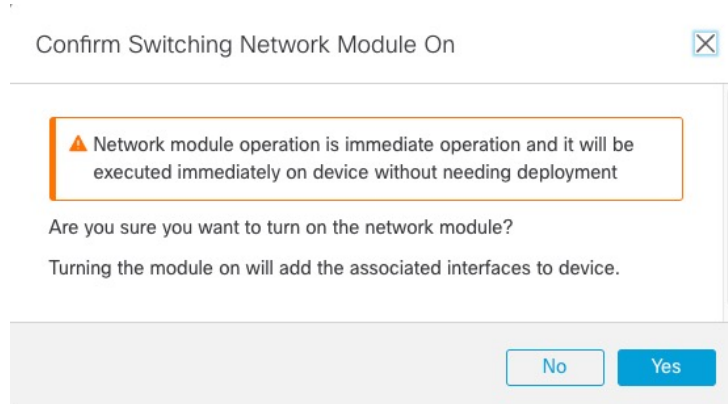 Confirm Switching Network Module On
Network module operation is immediate operation and it will be
executed immediately on device without needing deployment
Are you sure you want to turn on the network module?
Turning the module on will add the associated interfaces to device.
No
Yes